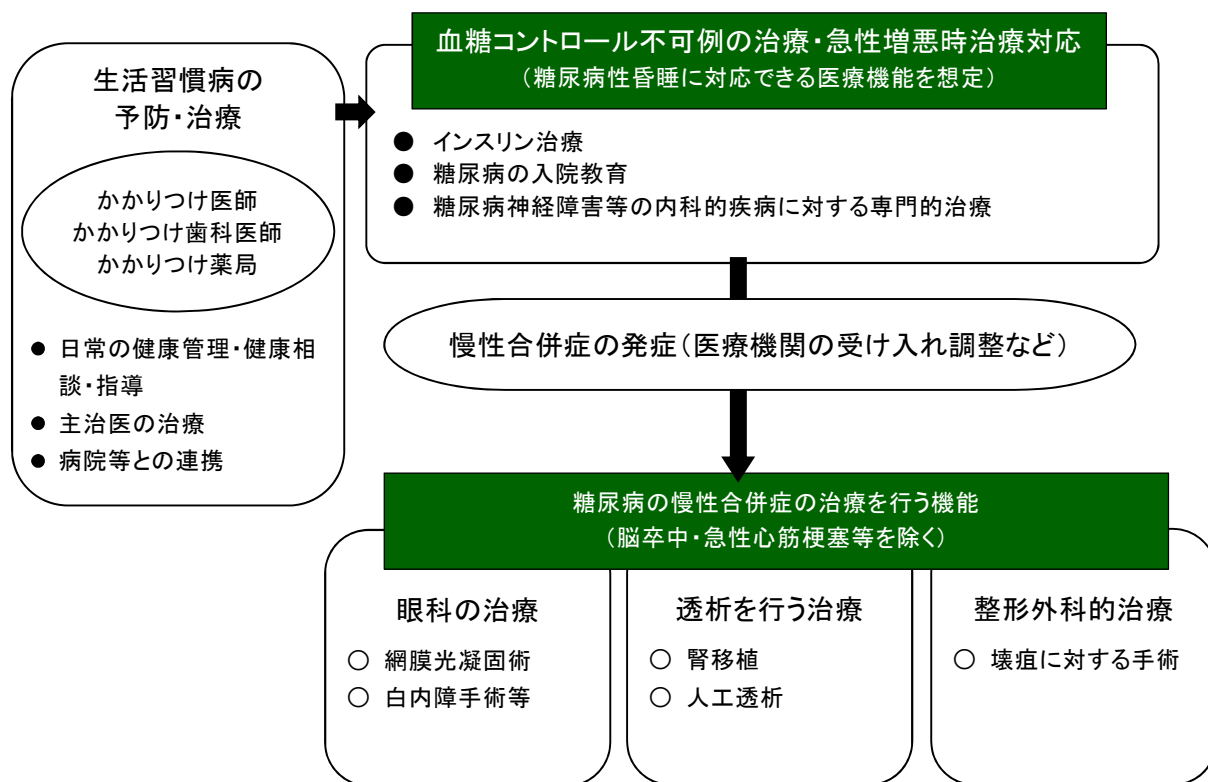 生活習慣病の
予防・治療
かかりつけ医師
かかりつけ歯科医師
かかりつけ薬局
● 日常の健康管理・健康相
談・指導
● 主治医の治療
● 病院等との連携
血糖コントロール不可例の治療・急性増悪時治療対応
（糖尿病性昏睡に対応できる医療機能を想定）
● インスリン治療
● 糖尿病の入院教育
● 糖尿病神経障害等の内科的疾病に対する専門的治療
慢性合併症の発症（医療機関の受け入れ調整など）
糖尿病の慢性合併症の治療を行う機能
（脳卒中・急性心筋梗塞等を除く）
眼科の治療
○ 網膜光凝固術
○ 白内障手術等
透析を行う治療
○ 腎移植
○ 人工透析
整形外科的治療
○ 壊疽に対する手術